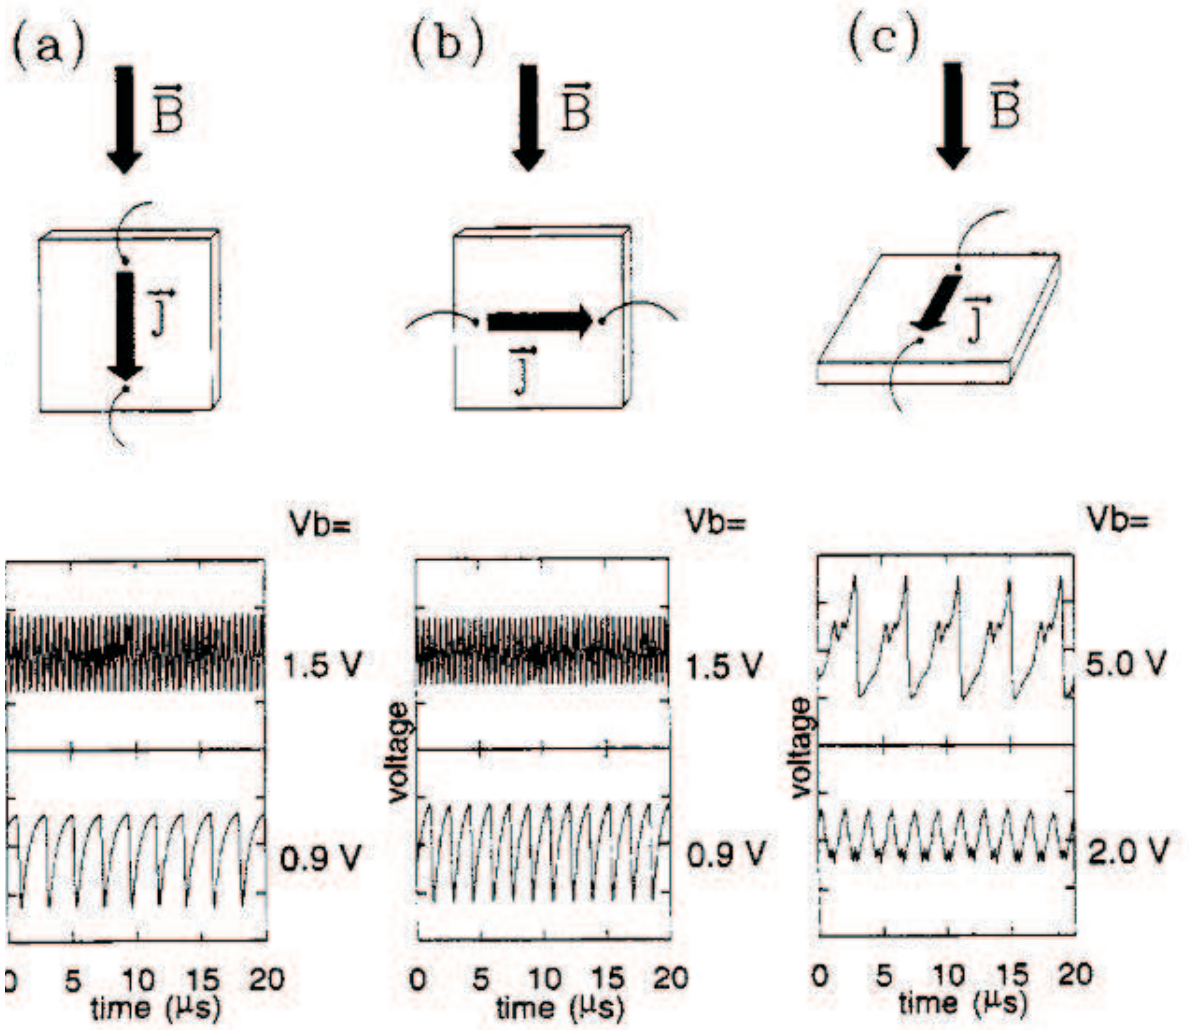 (a) (b) (c)
B⃗ B⃗ B⃗
J⃗ J⃗ J⃗
Vb= Vb= Vb=
1.5 V 1.5 V 5.0 V
voltage voltage
0.9 V 0.9 V 2.0 V
0 5 10 15 20 0 5 10 15 20 0 5 10 15 20
time (μs) time (μs) time (μs)